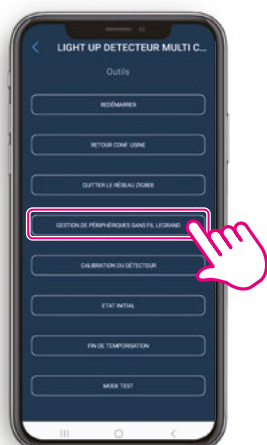 LIGHT UP DETECTEUR MULTI C...
Outils
REDÉMARRER
RETOUR CONF. USINE
QUITTER LE RÉSEAU ZIGBEE
GESTION DE PÉRIPHÉRIQUES SANS FIL LEGRAND
CALIBRATION DU DÉTECTEUR
ETAT INITIAL
FIN DE TEMPORISATION
MODE TEST